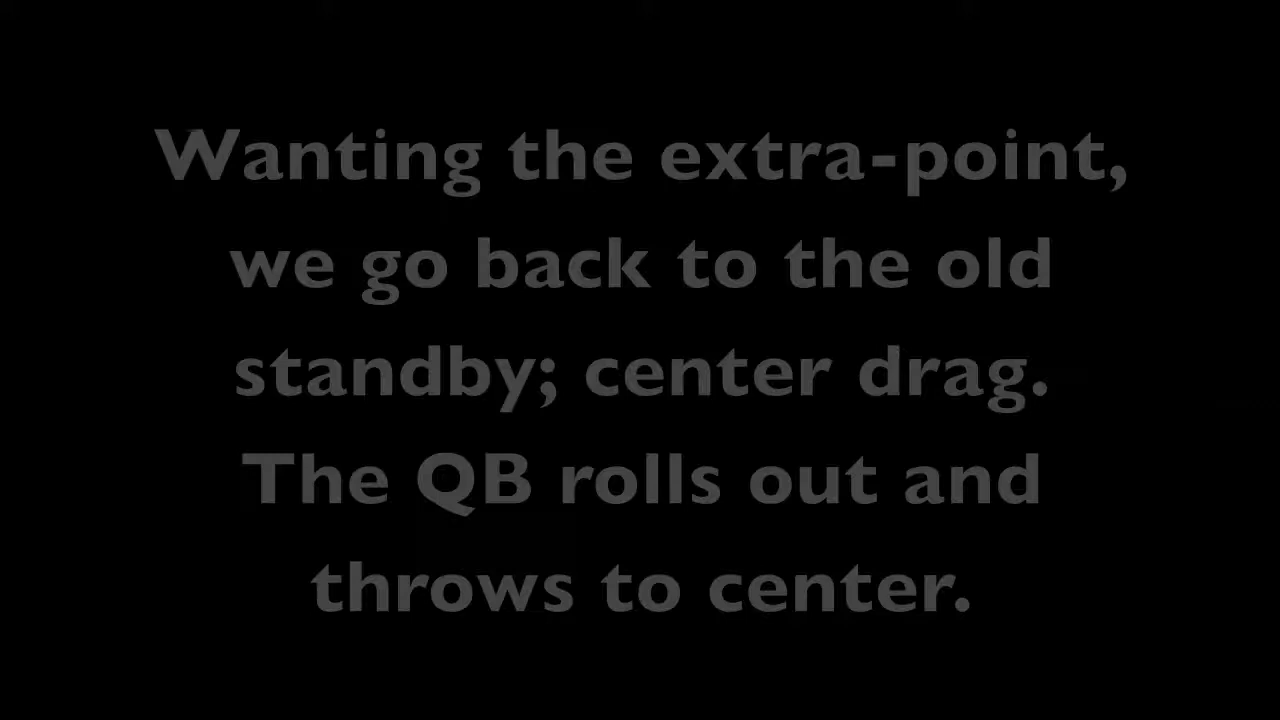 Wanting the extra-point,
we go back to the old
standby; center drag.
The QB rolls out and
throws to center.